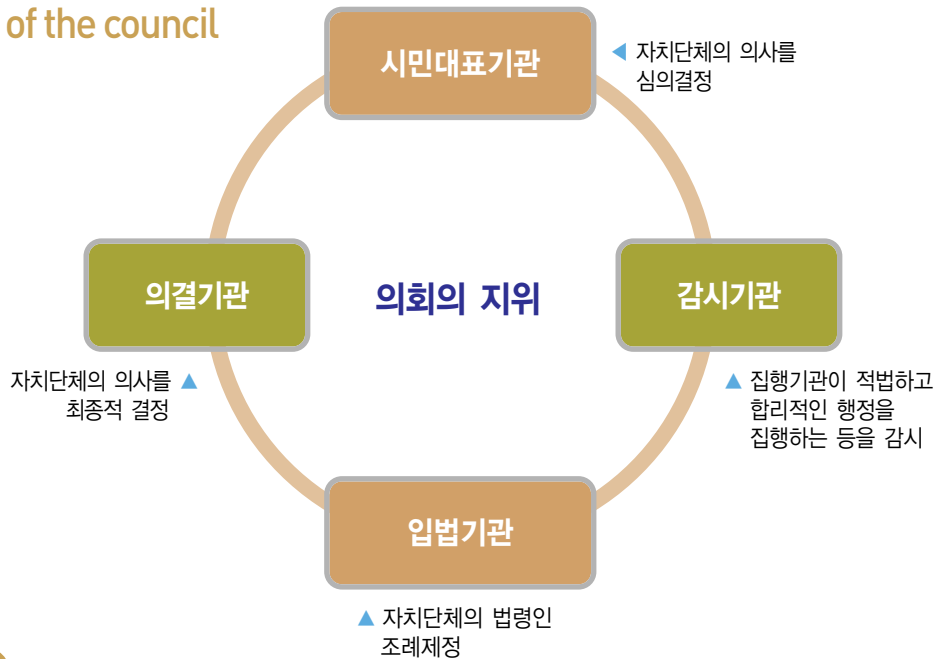 of the council
시민대표기관
자치단체의 의사를
심의결정
의결기관
의회의 지위
감시기관
자치단체의 의사를
최종적 결정
집행기관이 적법하고
합리적인 행정을
집행하는 등을 감시
입법기관
자치단체의 법령인
조례제정